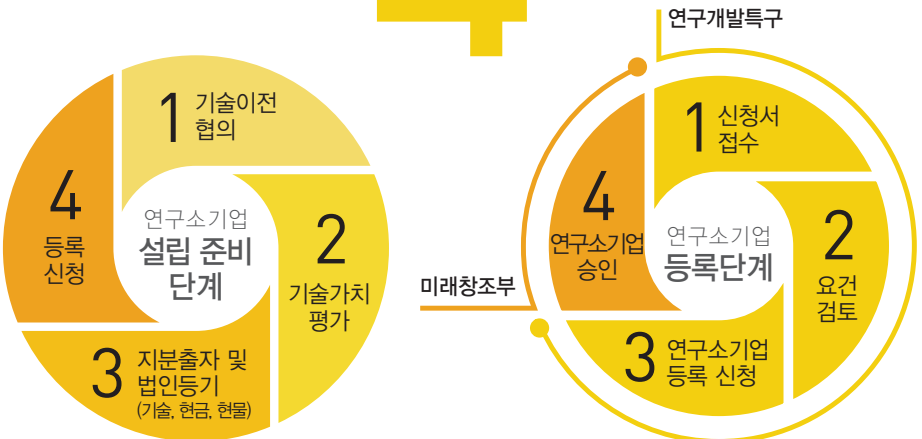 1 기술이전
협의
2
기술가치
평가
3 지분출자 및
법인등기
(기술, 현금, 현물)
4
등록
신청
연구소기업
설립 준비
단계
연구개발특구
1 신청서
접수
2
요건
검토
3 연구소기업
등록 신청
4
연구소기업
승인
연구소기업
등록단계
미래창조부